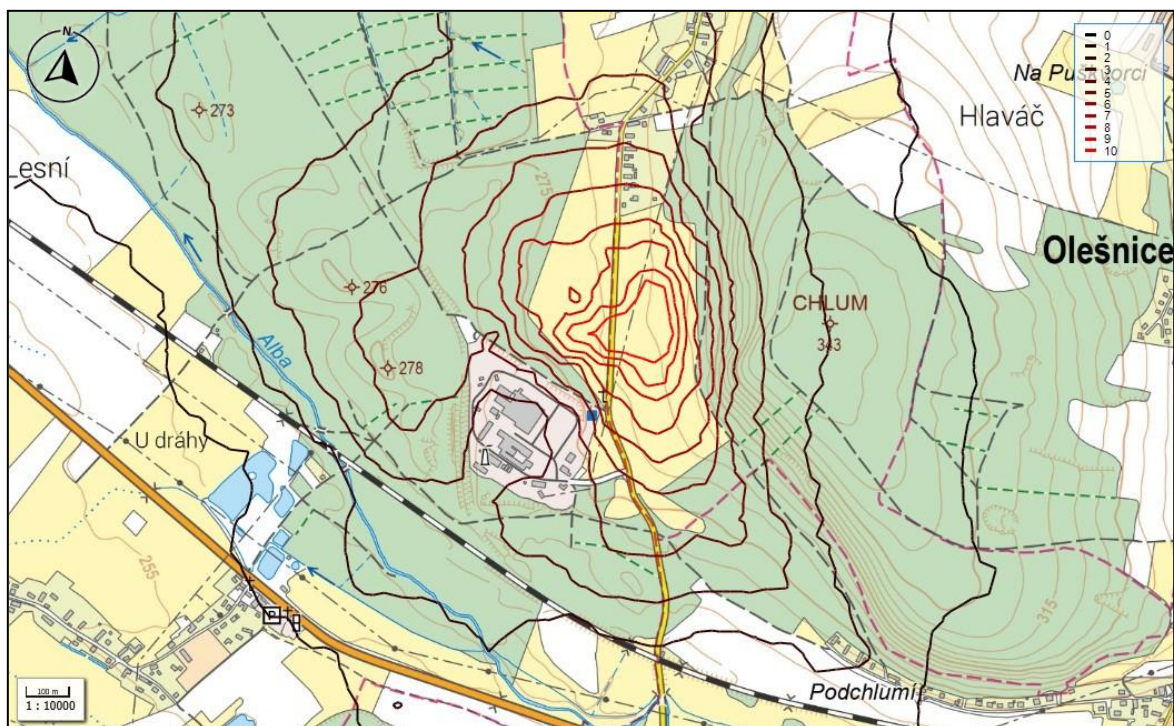 N
0
1
2
3
4
5
6
7
8
9
10
Na Puškvorci
Hlaváč
273
Lesní
275
Olešnice
276
CHLUM
343
Alba
278
U dráhy
255
315
P
Podchlumí
100 m
1 : 10000